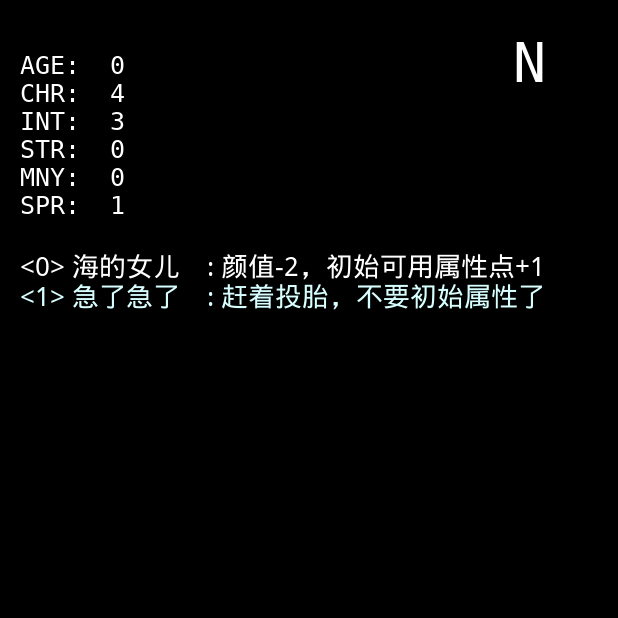 N
AGE: 0
CHR: 4
INT: 3
STR: 0
MNY: 0
SPR: 1
<0> 海的女儿 : 颜值-2，初始可用属性点+1
<1> 急了急了 : 赶着投胎，不要初始属性了